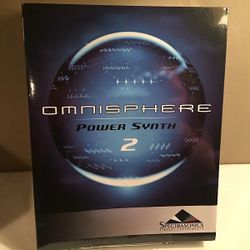 OMNISPHERE
POWER SYNTH
2
SPECTRASONICS